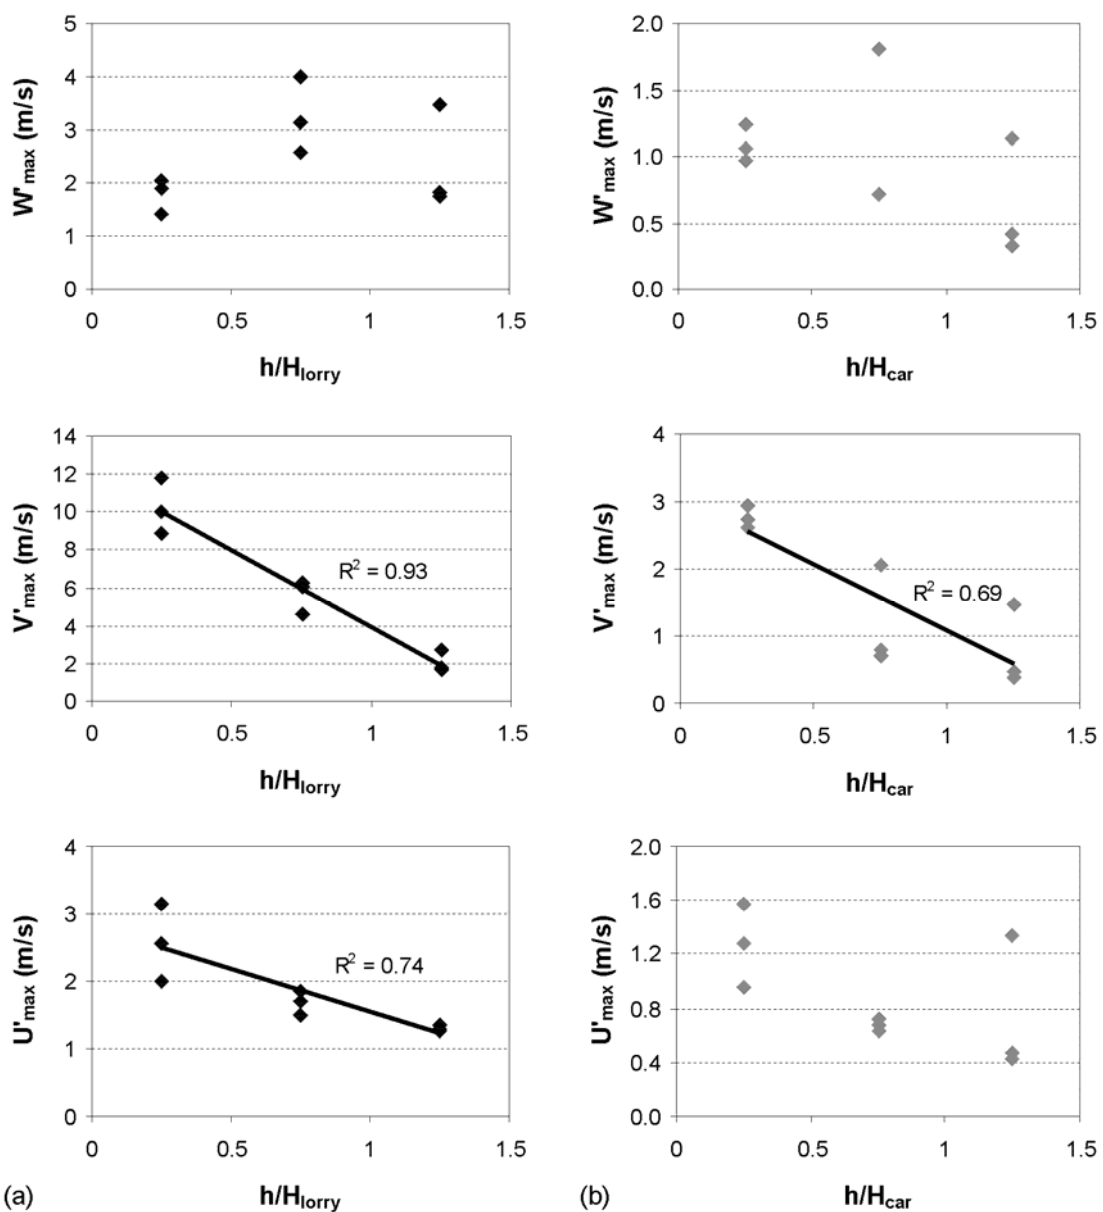 5
4
3
2
1
0
W'max (m/s)
0 0.5 1 1.5
h/Hlorry
2.0
1.5
1.0
0.5
0.0
W'max (m/s)
0 0.5 1 1.5
h/Hcar
14
12
10
8
6
4
2
0
V'max (m/s)
R² = 0.93
0 0.5 1 1.5
h/Hlorry
4
3
2
1
0
V'max (m/s)
R² = 0.69
0 0.5 1 1.5
h/Hcar
4
3
2
1
0
U'max (m/s)
R² = 0.74
0 0.5 1 1.5
(a) h/Hlorry
2.0
1.6
1.2
0.8
0.4
0.0
U'max (m/s)
0 0.5 1 1.5
(b) h/Hcar